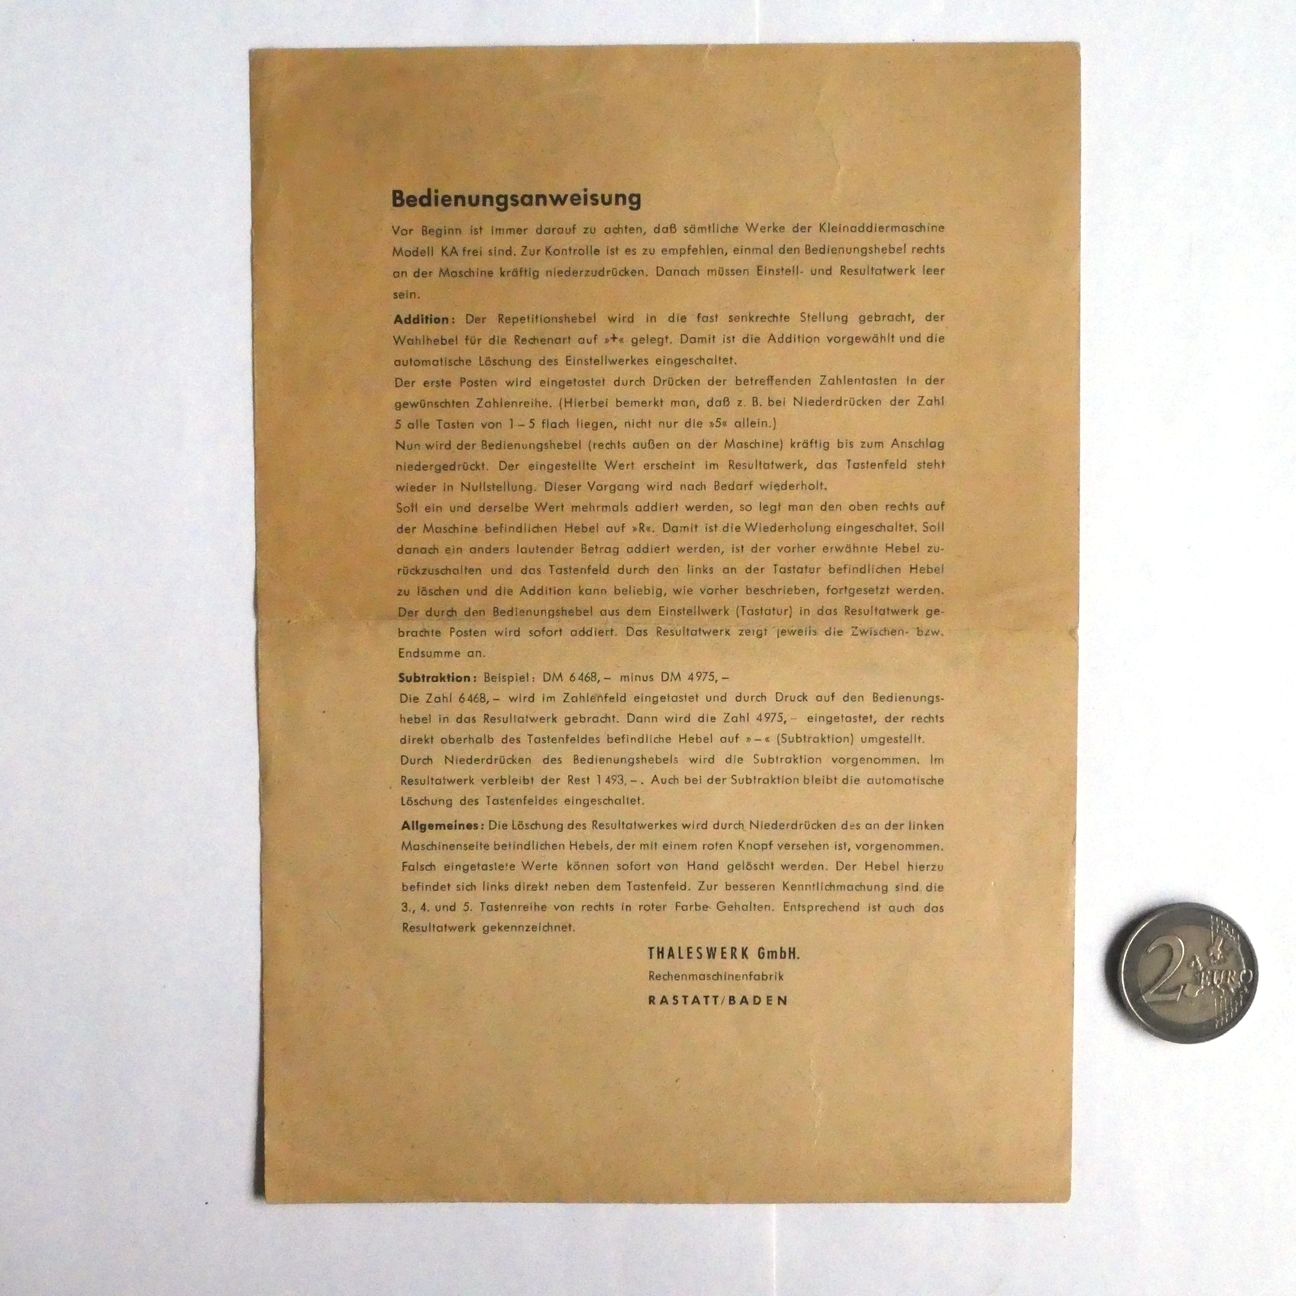 Bedienungsanweisung
Vor Beginn ist immer darauf zu achten, daß sämtliche Werke der Kleinaddiermaschine
Modell KA frei sind. Zur Kontrolle ist es zu empfehlen, einmal den Bedienungshebel rechts
an der Maschine kräftig niederzudrücken. Danach müssen Einstell- und Resultatwerk leer
sein.
Addition: Der Repetitionshebel wird in die fast senkrechte Stellung gebracht, der
Wahlhebel für die Rechenart auf »+« gelegt. Damit ist die Addition vorgewählt und die
automatische Löschung des Einstellwerkes eingeschaltet.
Der erste Posten wird eingetastet durch Drücken der betreffenden Zahlentasten in der
gewünschten Zahlenreihe. (Hierbei bemerkt man, daß z. B. bei Niederdrücken der Zahl
5 alle Tasten von 1–5 flach liegen, nicht nur die »5« allein.)
Nun wird der Bedienungshebel (rechts außen an der Maschine) kräftig bis zum Anschlag
niedergedrückt. Der eingestellte Wert erscheint im Resultatwerk, das Tastenfeld steht
wieder in Nullstellung. Dieser Vorgang wird nach Bedarf wiederholt.
Soll ein und derselbe Wert mehrmals addiert werden, so legt man den oben rechts auf
der Maschine befindlichen Hebel auf »R«. Damit ist die Wiederholung eingeschaltet. Soll
danach ein anders lautender Betrag addiert werden, ist der vorher erwähnte Hebel zu-
rückzuschalten und das Tastenfeld durch den links an der Tastatur befindlichen Hebel
zu löschen und die Addition kann beliebig, wie vorher beschrieben, fortgesetzt werden.
Der durch den Bedienungshebel aus dem Einstellwerk (Tastatur) in das Resultatwerk ge-
brachte Posten wird sofort addiert. Das Resultatwerk zeigt jeweils die Zwischen- bzw.
Endsumme an.
Subtraktion: Beispiel: DM 6468,– minus DM 4975,–
Die Zahl 6468,– wird im Zahlenfeld eingetastet und durch Druck auf den Bedienungs-
hebel in das Resultatwerk gebracht. Dann wird die Zahl 4975,– eingetastet, der rechts
direkt oberhalb des Tastenfeldes befindliche Hebel auf »–« (Subtraktion) umgestellt.
Durch Niederdrücken des Bedienungshebels wird die Subtraktion vorgenommen. Im
Resultatwerk verbleibt der Rest 1493,–. Auch bei der Subtraktion bleibt die automatische
Löschung des Tastenfeldes eingeschaltet.
Allgemeines: Die Löschung des Resultatwerkes wird durch Niederdrücken des an der linken
Maschinenseite befindlichen Hebels, der mit einem roten Knopf versehen ist, vorgenommen.
Falsch eingetastete Werte können sofort von Hand gelöscht werden. Der Hebel hierzu
befindet sich links direkt neben dem Tastenfeld. Zur besseren Kenntlichmachung sind die
3., 4. und 5. Tastenreihe von rechts in roter Farbe Gehalten. Entsprechend ist auch das
Resultatwerk gekennzeichnet.
THALESWERK GmbH.
Rechenmaschinenfabrik
RASTATT/BADEN
2 EURO